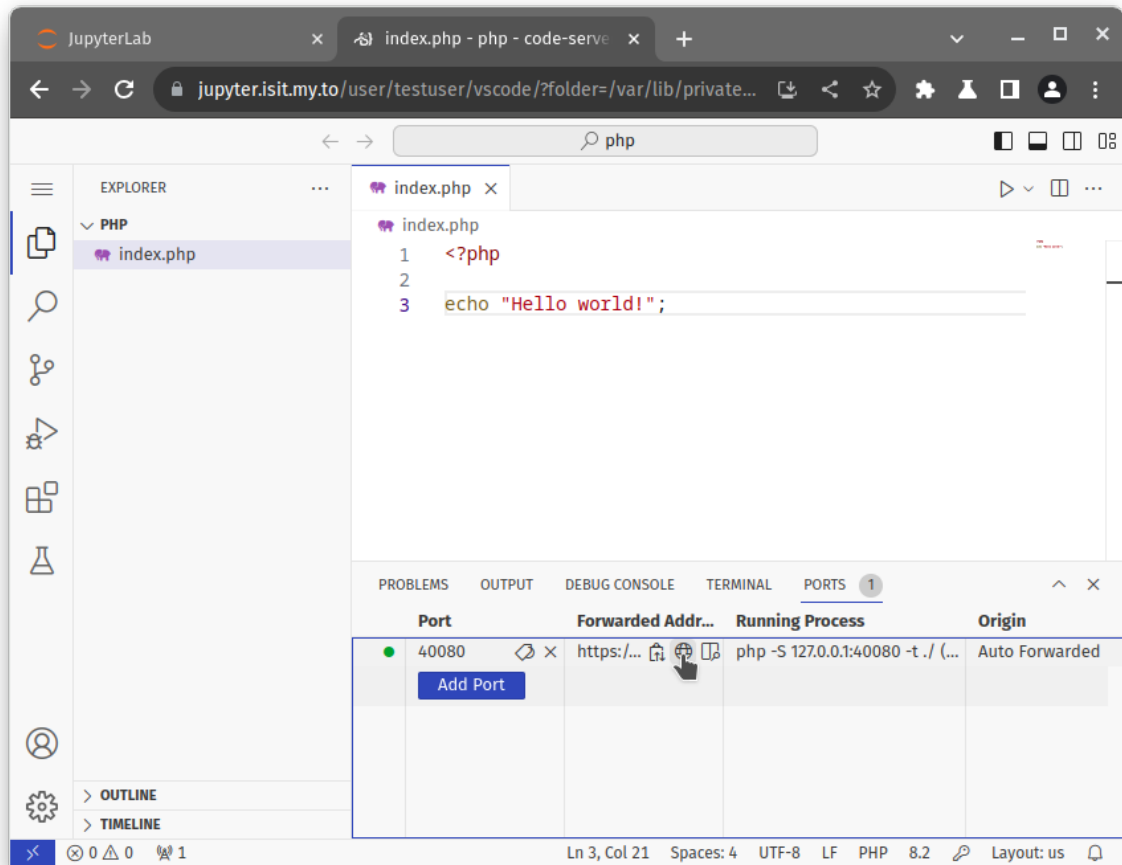 JupyterLab
index.php - php - code-serve
jupyter.isit.my.to/user/testuser/vscode/?folder=/var/lib/private...
php
EXPLORER
PHP
index.php
OUTLINE
TIMELINE
index.php
index.php
1 <?php
2
3 echo "Hello world!";
PROBLEMS OUTPUT DEBUG CONSOLE TERMINAL PORTS 1
Port Forwarded Addr... Running Process Origin
40080 https:/... php -S 127.0.0.1:40080 -t ./ (... Auto Forwarded
Add Port
0 0 1 Ln 3, Col 21 Spaces: 4 UTF-8 LF PHP 8.2 Layout: us